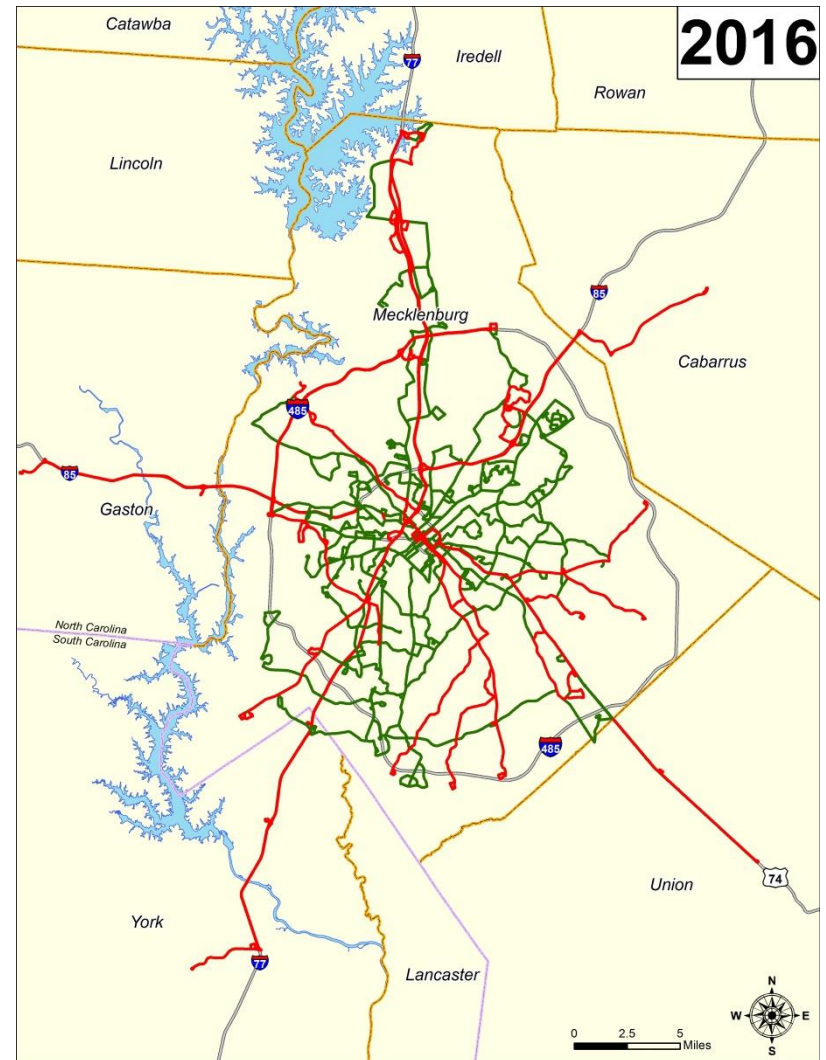 2016
Catawba
Iredell
77
Rowan
Lincoln
85
Mecklenburg
Cabarrus
485
85
Gaston
North Carolina
South Carolina
485
74
Union
York
77
Lancaster
N
W E
S
0 2.5 5
Miles